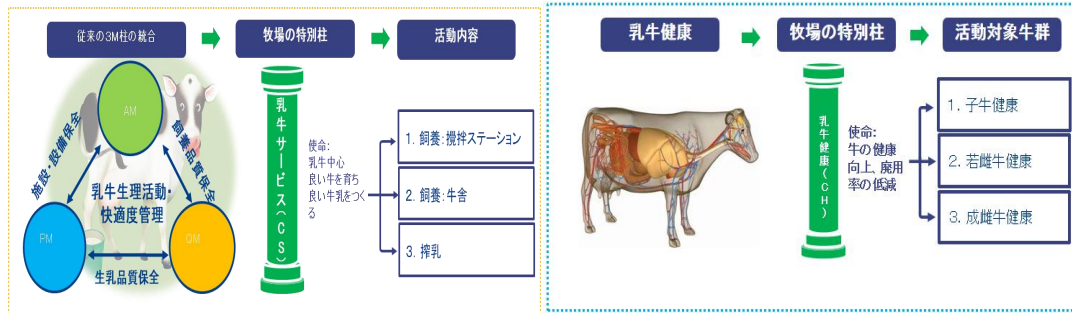 従来の3M柱の統合
牧場の特別柱
活動内容
AM
施設・設備保全
飼養品質保全
乳牛生理活動・
快適度管理
PM
QM
生乳品質保全
乳牛サービス(CS)
使命:
乳牛中心
良い牛を育ち
良い牛乳をつく
る
1. 飼養:攪拌ステーション
2. 飼養:牛舎
3. 搾乳
乳牛健康
牧場の特別柱
活動対象牛群
乳牛健康(CH)
使命:
牛の健康
向上、廃用
率の低減
1. 子牛健康
2. 若雌牛健康
3. 成雌牛健康